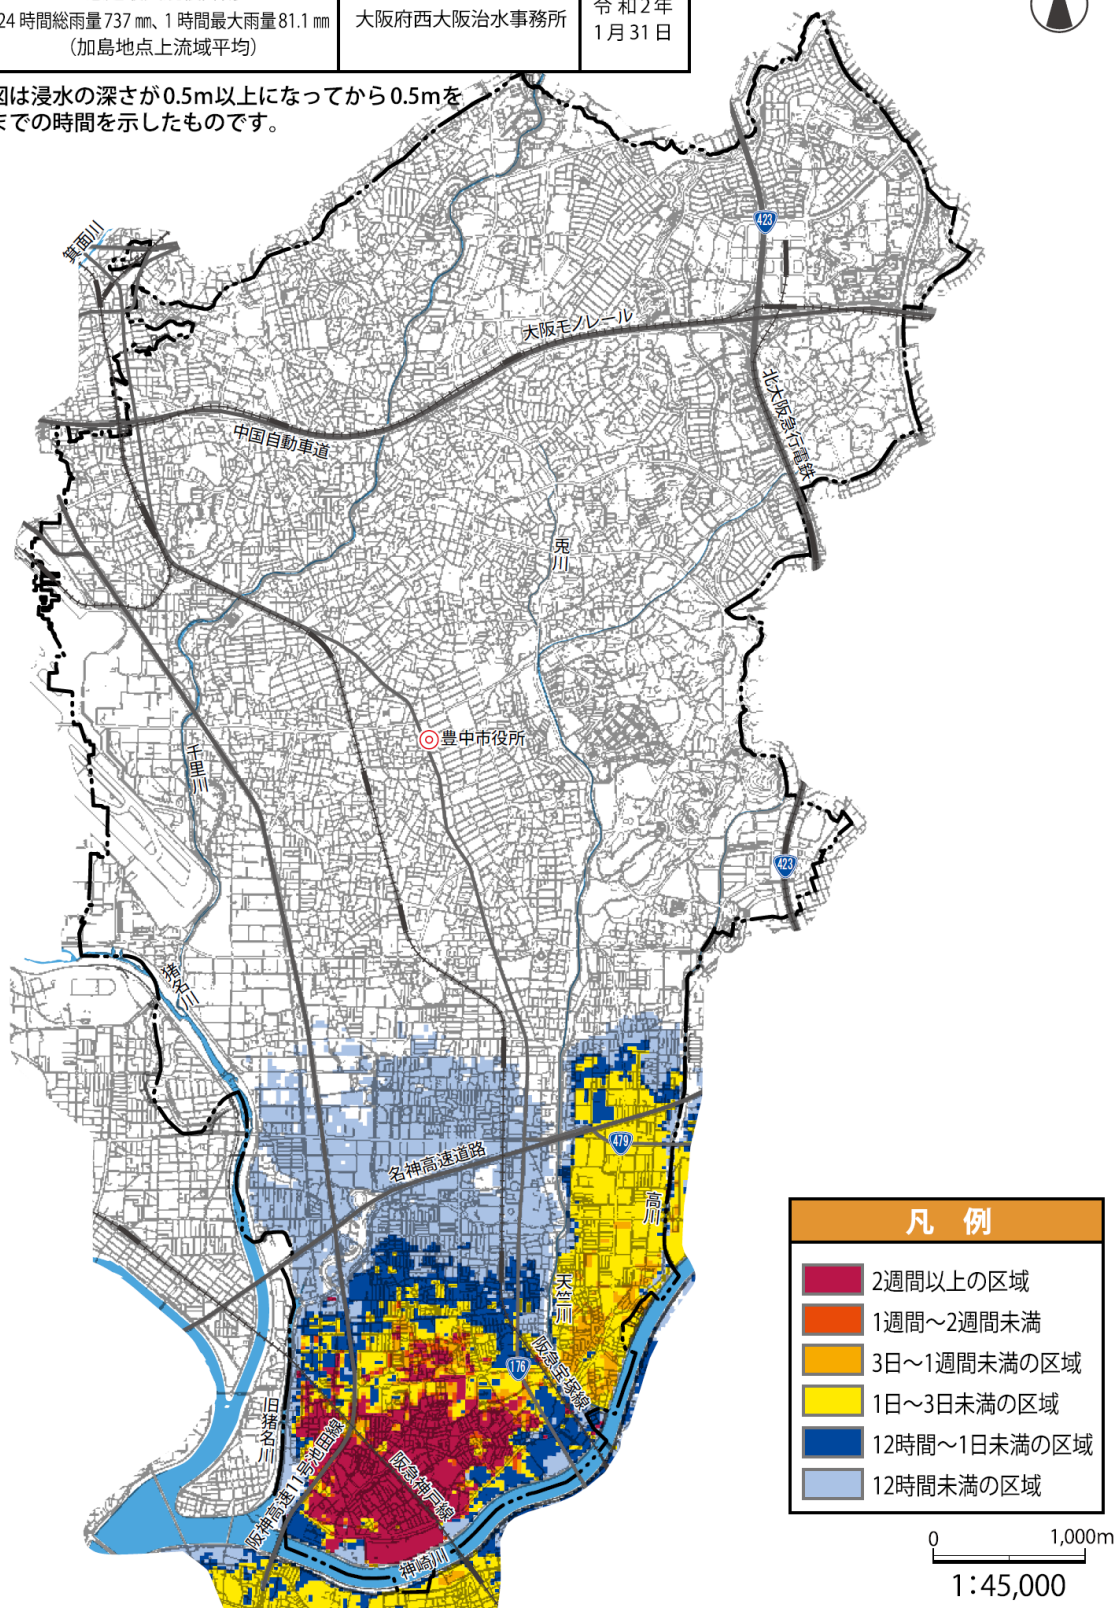 24時間総雨量737㎜、1時間最大雨量81.1㎜
(加島地点上流域平均)
大阪府西大阪治水事務所
令和2年
1月31日
図は浸水の深さが0.5m以上になってから0.5mを
までの時間を示したものです。
箕面川
423
大阪モノレール
北大阪急行電鉄
中国自動車道
兎川
豊中市役所
千里川
423
猪名川
名神高速道路
479
高川
天竺川
176
阪急宝塚線
旧猪名川
阪神高速11号池田線
阪急神戸線
神崎川
凡 例
2週間以上の区域
1週間～2週間未満
3日～1週間未満の区域
1日～3日未満の区域
12時間～1日未満の区域
12時間未満の区域
0 1,000m
1:45,000